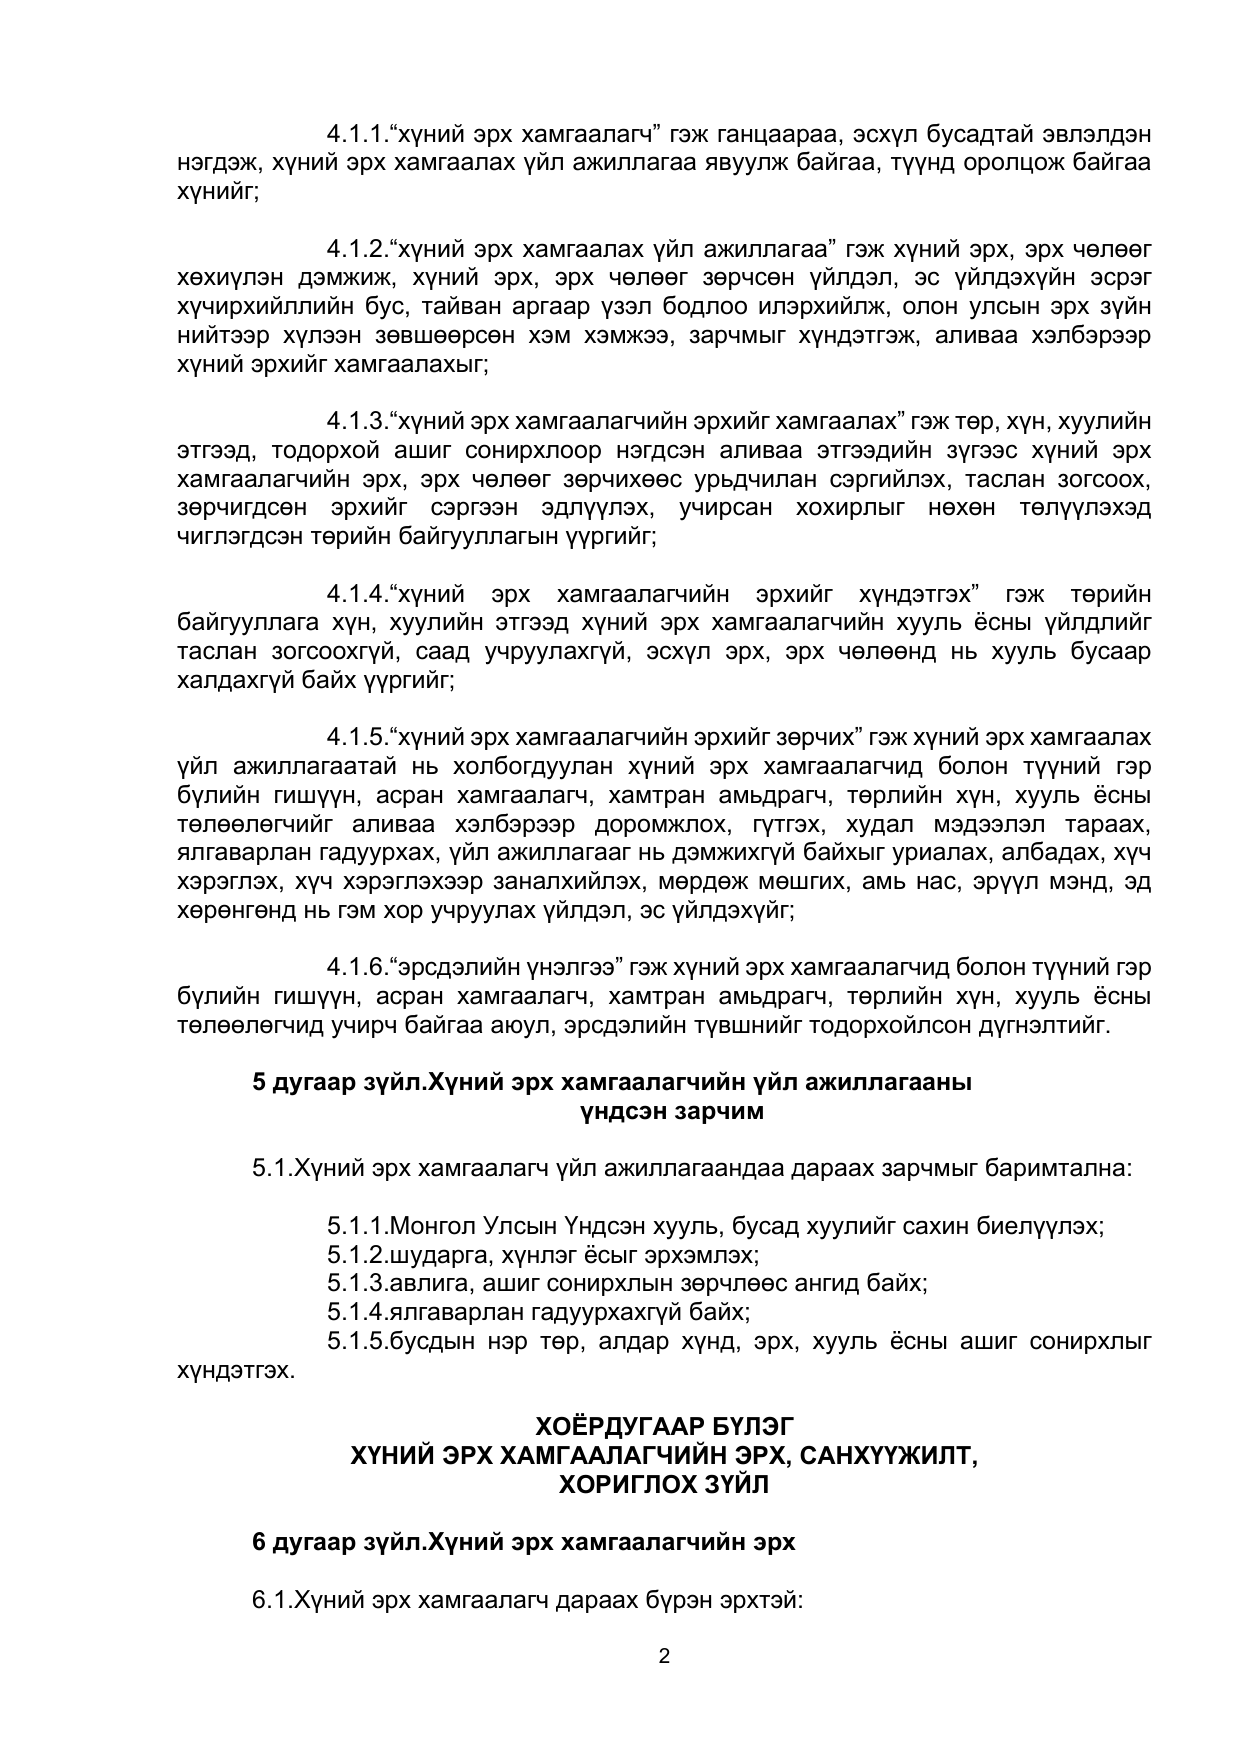 4.1.1.“хүний эрх хамгаалагч” гэж ганцаараа, эсхүл бусадтай эвлэлдэн
нэгдэж, хүний эрх хамгаалах үйл ажиллагаа явуулж байгаа, түүнд оролцож байгаа
хүнийг;
4.1.2.“хүний эрх хамгаалах үйл ажиллагаа” гэж хүний эрх, эрх чөлөөг
хөхиүлэн дэмжиж, хүний эрх, эрх чөлөөг зөрчсөн үйлдэл, эс үйлдэхүйн эсрэг
хүчирхийллийн бус, тайван аргаар үзэл бодлоо илэрхийлж, олон улсын эрх зүйн
нийтээр хүлээн зөвшөөрсөн хэм хэмжээ, зарчмыг хүндэтгэж, аливаа хэлбэрээр
хүний эрхийг хамгаалахыг;
4.1.3.“хүний эрх хамгаалагчийн эрхийг хамгаалах” гэж төр, хүн, хуулийн
этгээд, тодорхой ашиг сонирхлоор нэгдсэн аливаа этгээдийн зүгээс хүний эрх
хамгаалагчийн эрх, эрх чөлөөг зөрчихөөс урьдчилан сэргийлэх, таслан зогсоох,
зөрчигдсөн эрхийг сэргээн эдлүүлэх, учирсан хохирлыг нөхөн төлүүлэхэд
чиглэгдсэн төрийн байгууллагын үүргийг;
4.1.4.“хүний эрх хамгаалагчийн эрхийг хүндэтгэх” гэж төрийн
байгууллага хүн, хуулийн этгээд хүний эрх хамгаалагчийн хууль ёсны үйлдлийг
таслан зогсоохгүй, саад учруулахгүй, эсхүл эрх, эрх чөлөөнд нь хууль бусаар
халдахгүй байх үүргийг;
4.1.5.“хүний эрх хамгаалагчийн эрхийг зөрчих” гэж хүний эрх хамгаалах
үйл ажиллагаатай нь холбогдуулан хүний эрх хамгаалагчид болон түүний гэр
бүлийн гишүүн, асран хамгаалагч, хамтран амьдрагч, төрлийн хүн, хууль ёсны
төлөөлөгчийг аливаа хэлбэрээр доромжлох, гүтгэх, худал мэдээлэл тараах,
ялгаварлан гадуурхах, үйл ажиллагааг нь дэмжихгүй байхыг уриалах, албадах, хүч
хэрэглэх, хүч хэрэглэхээр заналхийлэх, мөрдөж мөшгих, амь нас, эрүүл мэнд, эд
хөрөнгөнд нь гэм хор учруулах үйлдэл, эс үйлдэхүйг;
4.1.6.“эрсдэлийн үнэлгээ” гэж хүний эрх хамгаалагчид болон түүний гэр
бүлийн гишүүн, асран хамгаалагч, хамтран амьдрагч, төрлийн хүн, хууль ёсны
төлөөлөгчид учирч байгаа аюул, эрсдэлийн түвшнийг тодорхойлсон дүгнэлтийг.
5 дугаар зүйл.Хүний эрх хамгаалагчийн үйл ажиллагааны
үндсэн зарчим
5.1.Хүний эрх хамгаалагч үйл ажиллагаандаа дараах зарчмыг баримтална:
5.1.1.Монгол Улсын Үндсэн хууль, бусад хуулийг сахин биелүүлэх;
5.1.2.шударга, хүнлэг ёсыг эрхэмлэх;
5.1.3.авлига, ашиг сонирхлын зөрчлөөс ангид байх;
5.1.4.ялгаварлан гадуурхахгүй байх;
5.1.5.бусдын нэр төр, алдар хүнд, эрх, хууль ёсны ашиг сонирхлыг
хүндэтгэх.
ХОЁРДУГААР БҮЛЭГ
ХҮНИЙ ЭРХ ХАМГААЛАГЧИЙН ЭРХ, САНХҮҮЖИЛТ,
ХОРИГЛОХ ЗҮЙЛ
6 дугаар зүйл.Хүний эрх хамгаалагчийн эрх
6.1.Хүний эрх хамгаалагч дараах бүрэн эрхтэй:
2